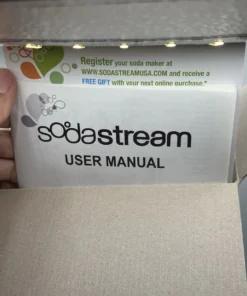 Register your soda maker at
WWW.SODASTREAMUSA.COM and receive a
FREE GIFT with your next online purchase.*
sodastream
USER MANUAL